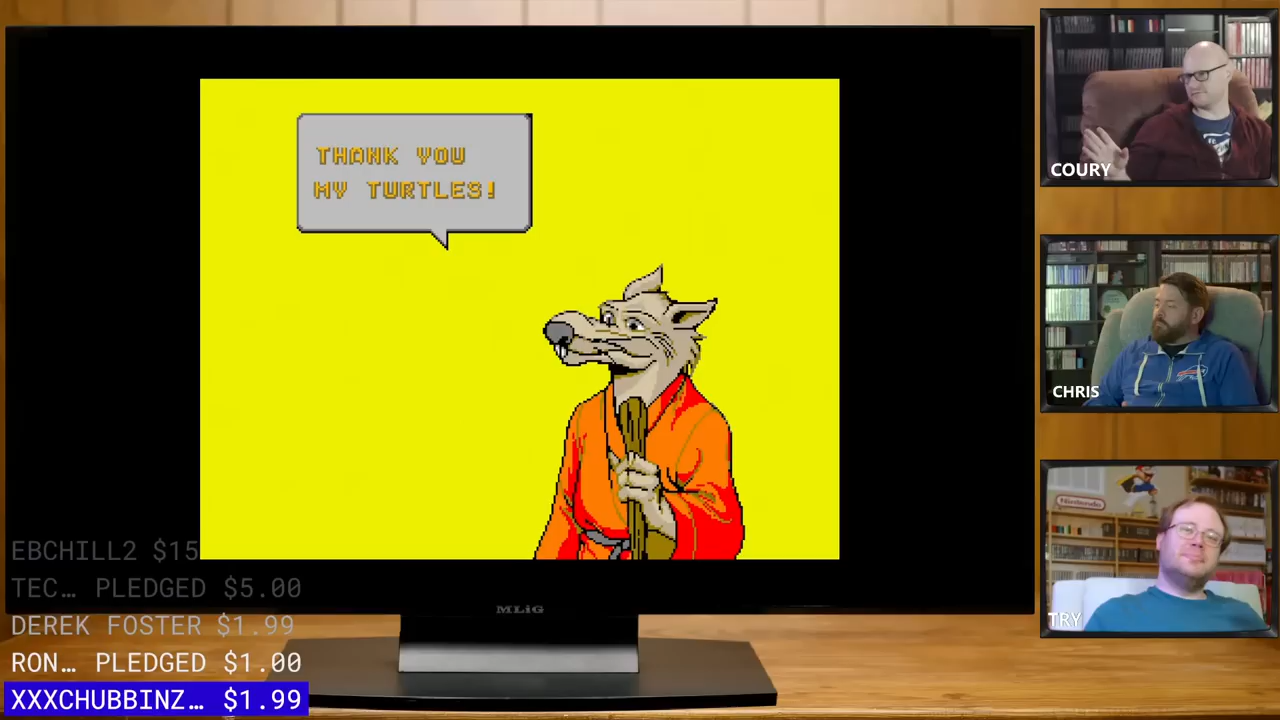 THANK YOU
MY TURTLES!
COURY
CHRIS
Nintendo
TRY
MLiG
EBCHILL2 $15
TEC… PLEDGED $5.00
DEREK FOSTER $1.99
RON… PLEDGED $1.00
XXXCHUBBINZ… $1.99